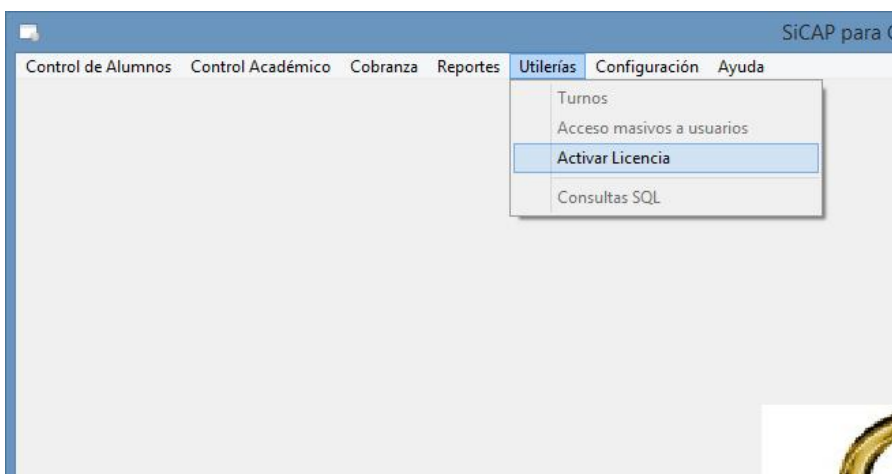 SiCAP para
Control de Alumnos Control Académico Cobranza Reportes Utilerías Configuración Ayuda
Turnos
Acceso masivos a usuarios
Activar Licencia
Consultas SQL